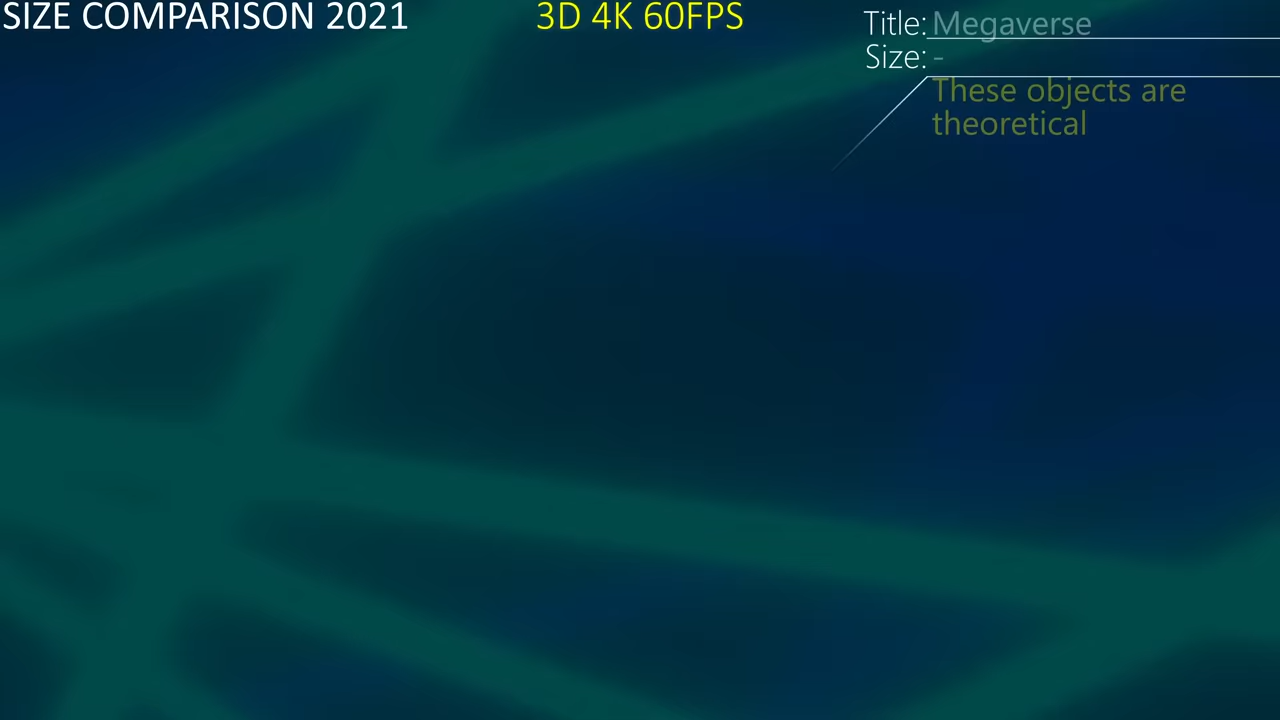 SIZE COMPARISON 2021
3D 4K 60FPS
Title: Megaverse
Size: -
These objects are
theoretical